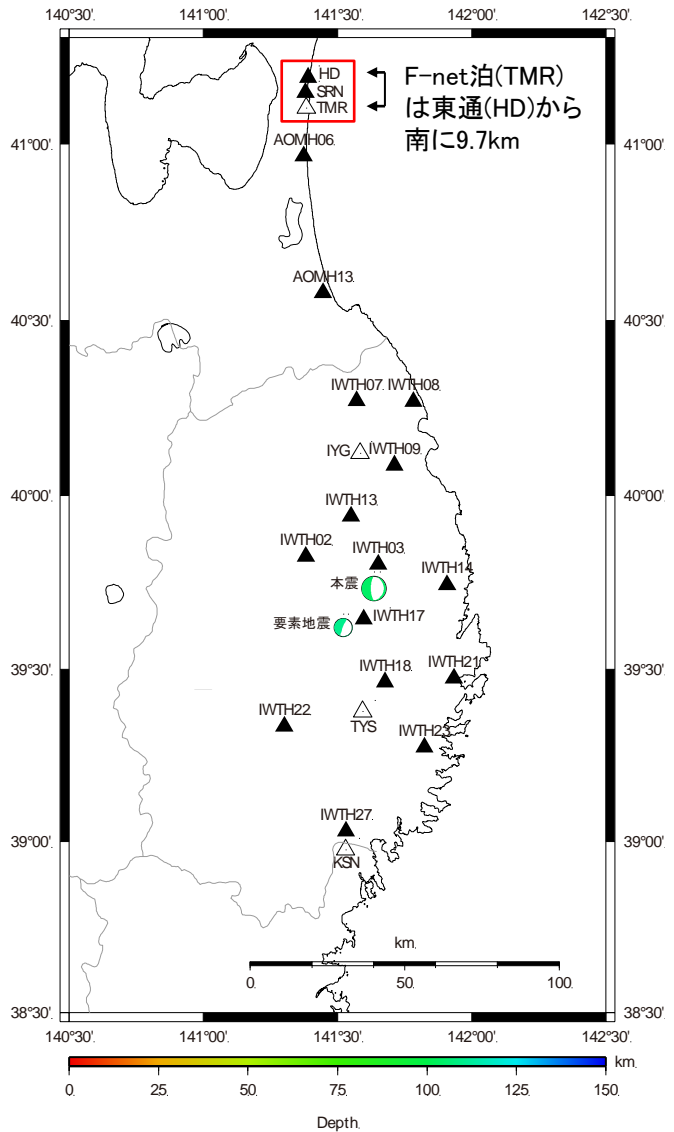 140°30'.
141°00'.
141°30'.
142°00'.
142°30'.
HD
SRN
TMR
F-net泊(TMR)
は東通(HD)から
南に9.7km
41°00'.
AOMH06.
AOMH13.
40°30'.
IWTH07.
IWTH08.
IYG
IWTH09.
40°00'.
IWTH13.
IWTH02.
IWTH03.
IWTH14.
本震
要素地震
IWTH17
39°30'.
IWTH18.
IWTH21.
IWTH22.
TYS
IWTH23.
IWTH27.
39°00'.
KSN
km.
0.
50.
100.
38°30'.
140°30'.
141°00'.
141°30'.
142°00'.
142°30'.
km.
0.
25.
50.
75.
100.
125.
150.
Depth.